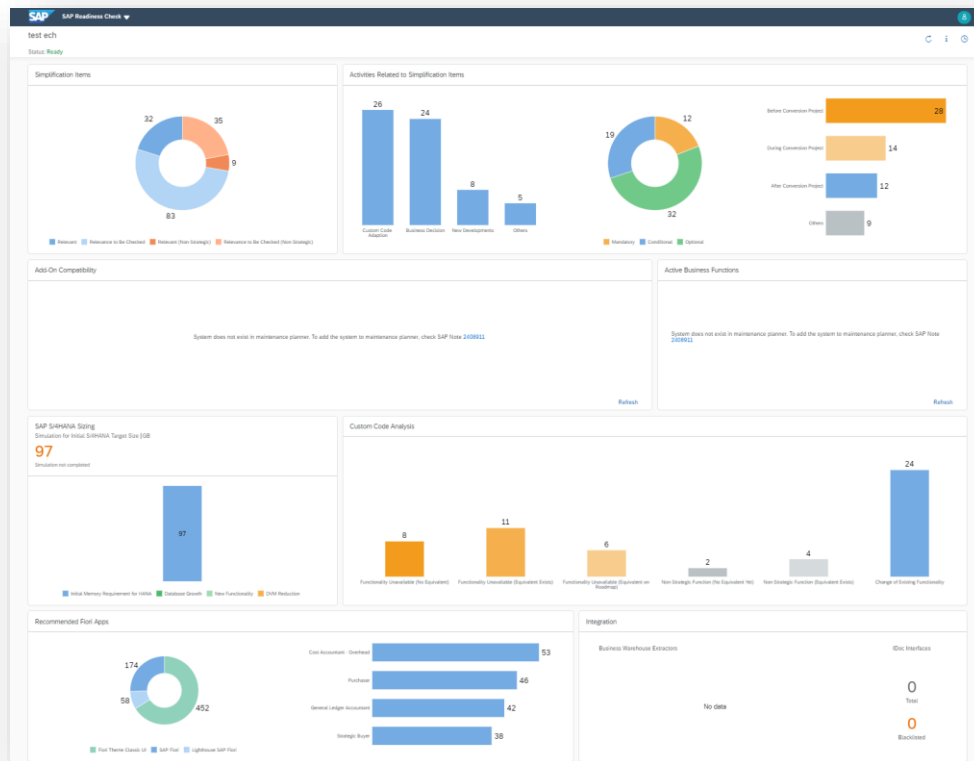 SAP SAP Readiness Check
test ech
Status: Ready
Simplification Items
32
35
9
83
Relevant Relevance to Be Checked Relevant (Non Strategic) Relevance to Be Checked (Non-Strategic)
Activities Related to Simplification Items
26
24
8
5
Custom Code Adaption
Business Decision
New Developments
Others
12
19
32
Mandatory Conditional Optional
Before Conversion Project 28
During Conversion Project 14
After Conversion Project 12
Others 9
Add-On Compatibility
System does not exist in maintenance planner. To add the system to maintenance planner, check SAP Note 2408911
Refresh
Active Business Functions
System does not exist in maintenance planner. To add the system to maintenance planner, check SAP Note
2408911
Refresh
SAP S/4HANA Sizing
Simulation for Initial S/4HANA Target Size |GB
97
Simulation not completed
97
Initial Memory Requirement for HANA Database Growth New Functionality DVM Reduction
Custom Code Analysis
8
11
6
2
4
24
Functionality Unavailable (No Equivalent)
Functionality Unavailable (Equivalent Exists)
Functionality Unavailable (Equivalent on
Roadmap)
Non-Strategic Function (No Equivalent Yet)
Non-Strategic Function (Equivalent Exists)
Change of Existing Functionality
Recommended Fiori Apps
174
58
452
Fiori Theme Classic UI SAP Fiori Lighthouse SAP Fiori
Cost Accountant - Overhead 53
Purchaser 46
General Ledger Accountant 42
Strategic Buyer 38
Integration
Business Warehouse Extractors
No data
IDoc Interfaces
0
Total
0
Blacklisted